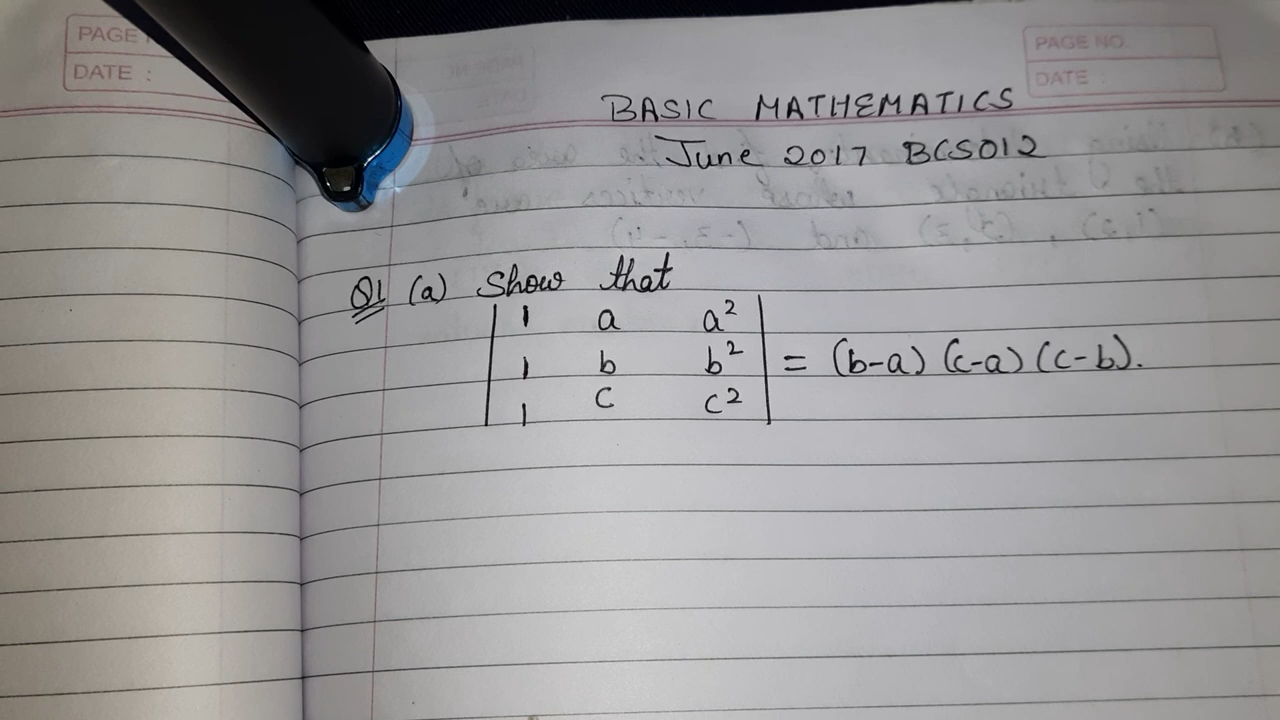 PAGE
DATE :
PAGE NO.
DATE :
BASIC MATHEMATICS
June 2017 BCS012
Q1 (a) Show that
| 1 a a² |
| 1 b b² | = (b-a) (c-a) (c-b).
| 1 c c² |